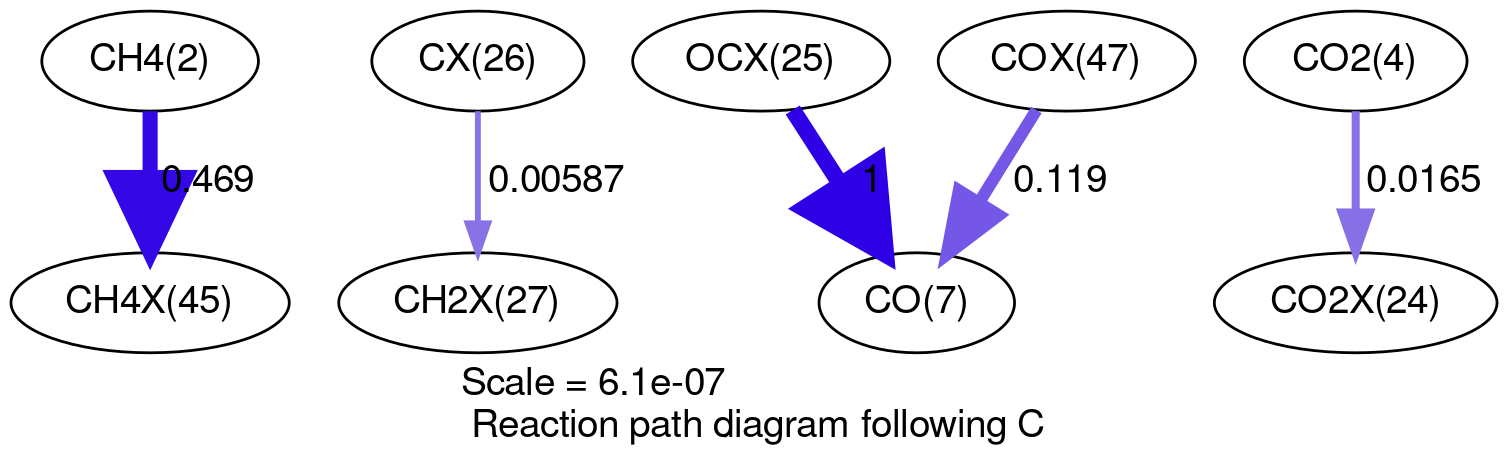 CH4(2) CX(26) OCX(25) COX(47) CO2(4)
0.469 0.00587 1 0.119 0.0165
CH4X(45) CH2X(27) CO(7) CO2X(24)
Scale = 6.1e-07
Reaction path diagram following C